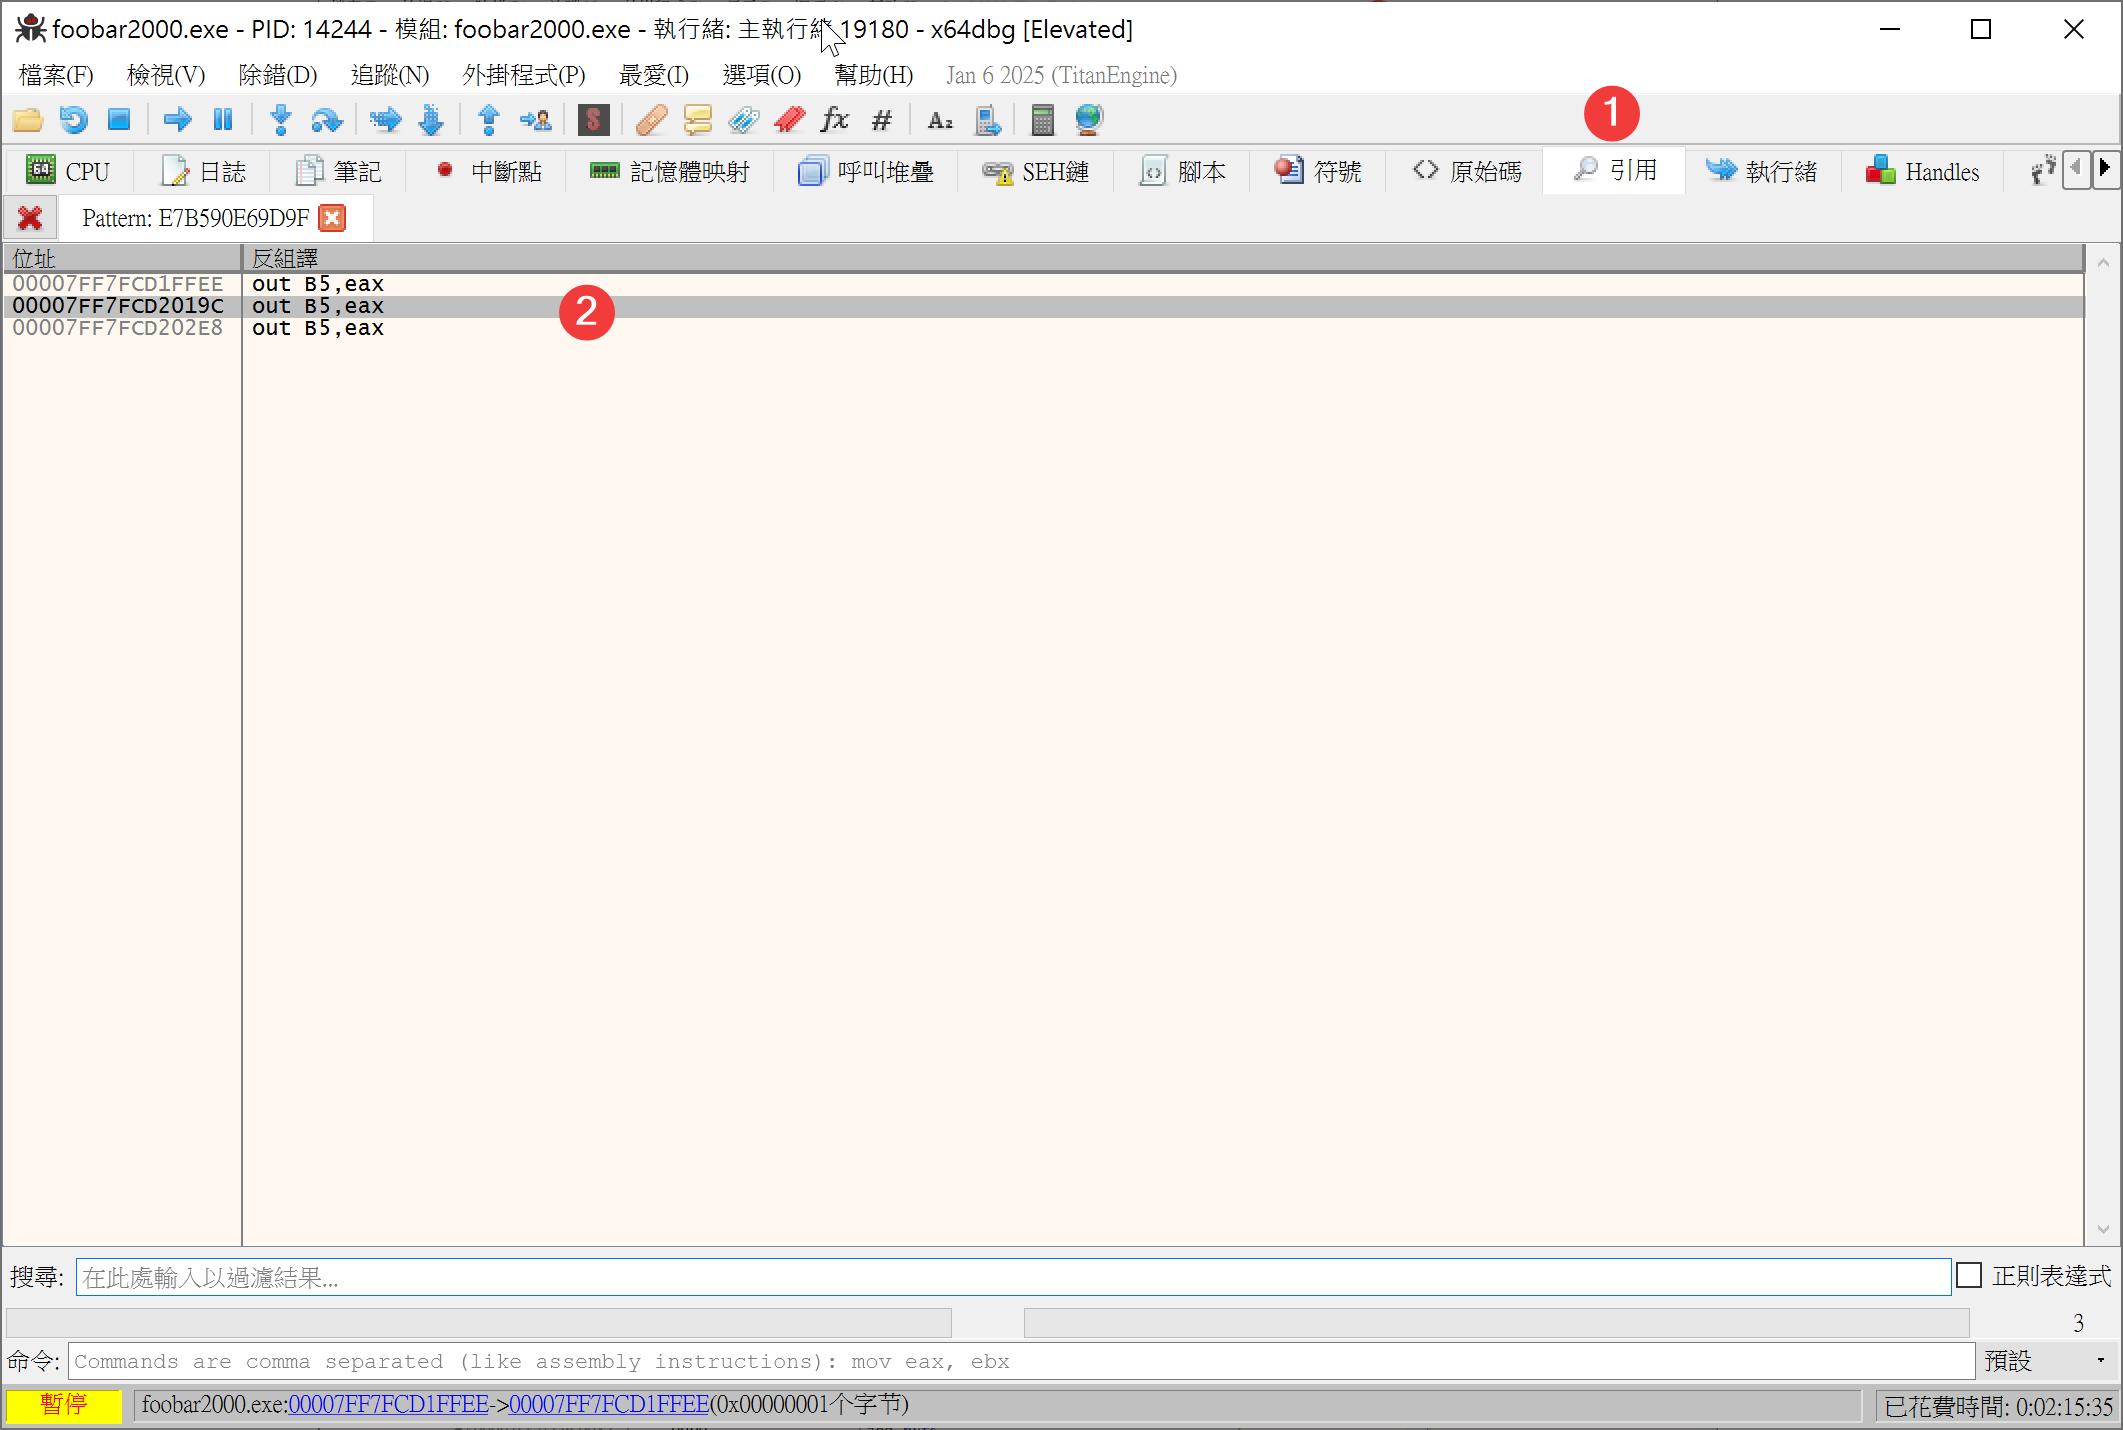 foobar2000.exe - PID: 14244 - 模組: foobar2000.exe - 執行緒: 主執行緒 19180 - x64dbg [Elevated]
檔案(F) 檢視(V) 除錯(D) 追蹤(N) 外掛程式(P) 最愛(I) 選項(O) 幫助(H) Jan 6 2025 (TitanEngine)
1
CPU 日誌 筆記 中斷點 記憶體映射 呼叫堆疊 SEH鏈 腳本 符號 原始碼 引用 執行緒 Handles
Pattern: E7B590E69D9F
位址 反組譯
00007FF7FCD1FFEE out B5,eax
00007FF7FCD2019C out B5,eax
2
00007FF7FCD202E8 out B5,eax
搜尋: 在此處輸入以過濾結果... 正則表達式
3
命令: Commands are comma separated (like assembly instructions): mov eax, ebx 預設
暫停 foobar2000.exe:00007FF7FCD1FFEE->00007FF7FCD1FFEE(0x00000001个字节) 已花費時間: 0:02:15:35